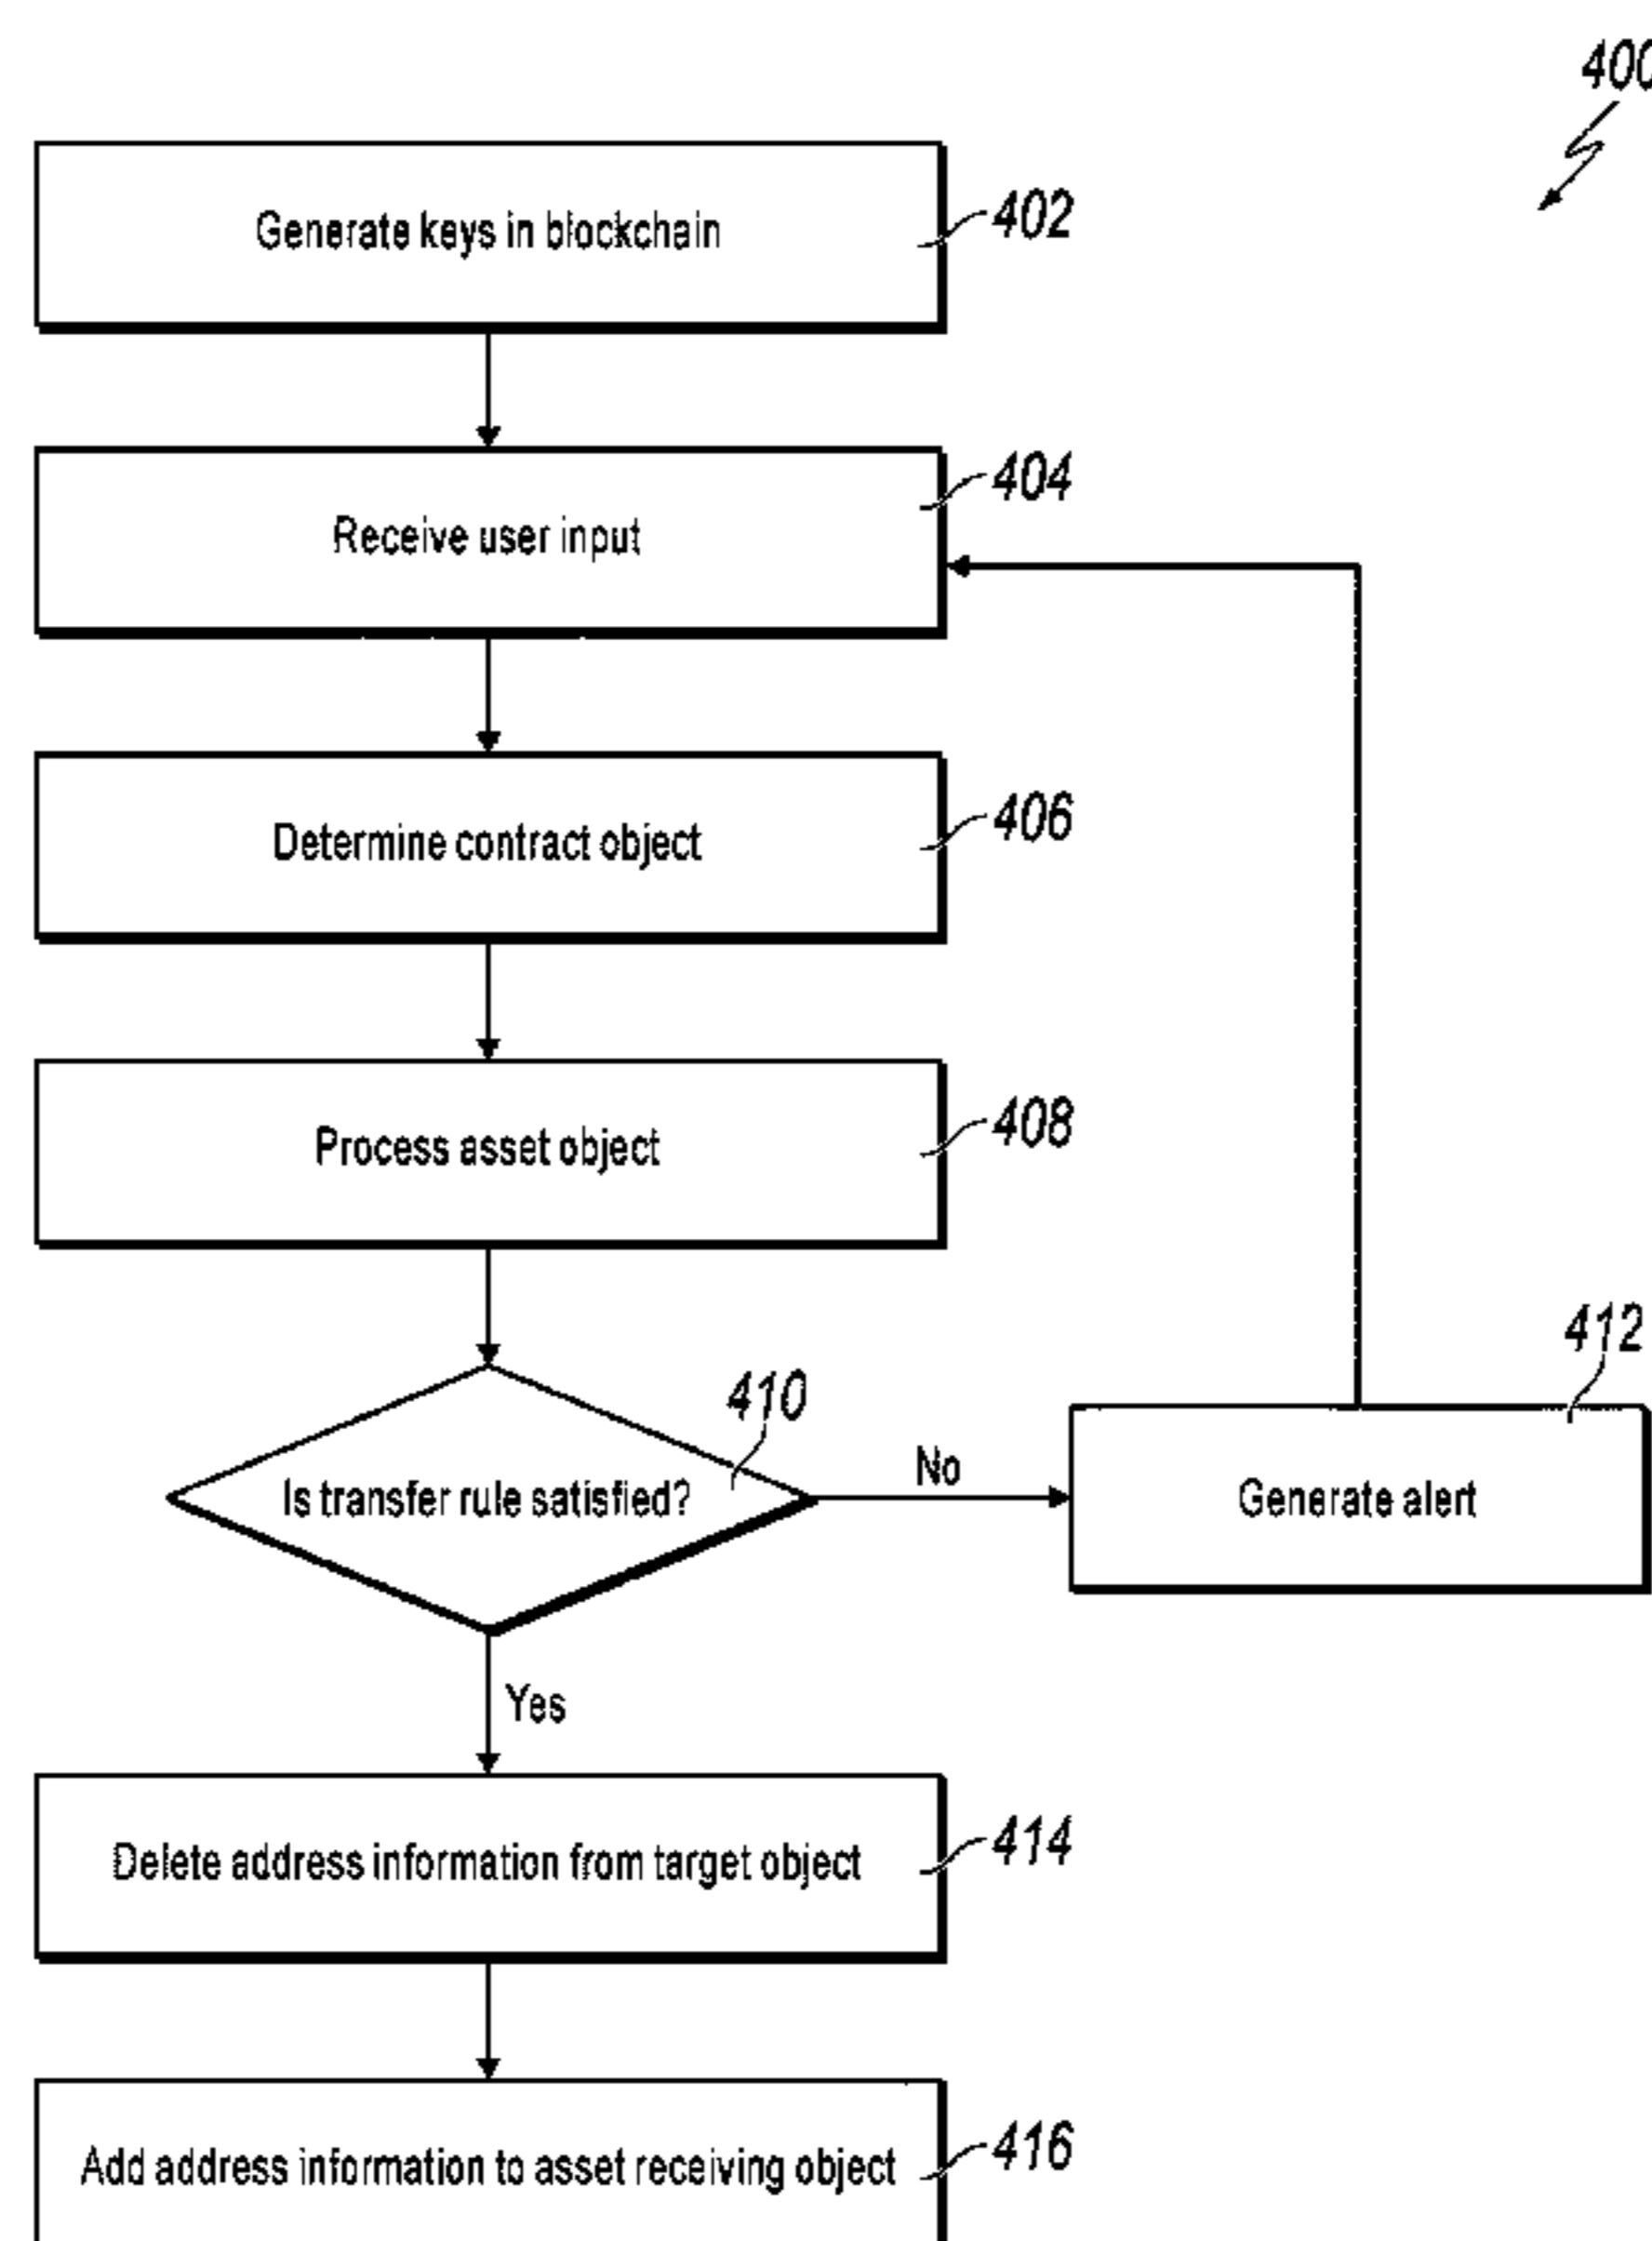 400
Generate keys in blockchain
402
Receive user input
404
Determine contract object
406
Process asset object
408
Is transfer rule satisfied?
410
No
Generate alert
412
Yes
Delete address information from target object
414
Add address information to asset receiving object
416